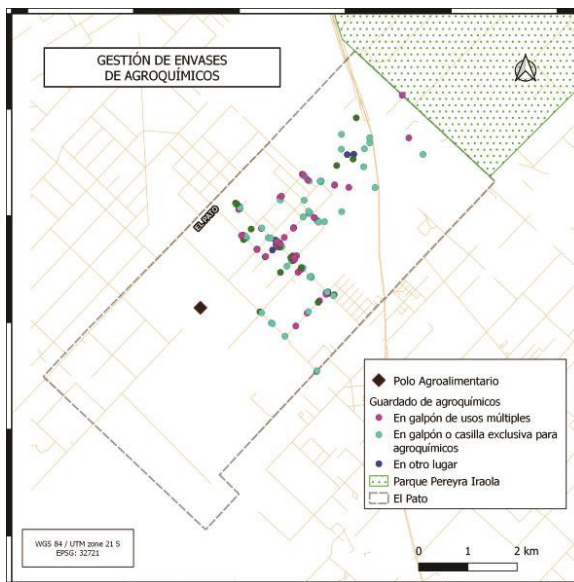 GESTIÓN DE ENVASES
DE AGROQUÍMICOS
EL PATO
Polo Agroalimentario
Guardado de agroquímicos
En galpón de usos múltiples
En galpón o casilla exclusiva para
agroquímicos
En otro lugar
Parque Pereyra Iraola
El Pato
WGS 84 / UTM zone 21 S
EPSG: 32721
0 1 2 km